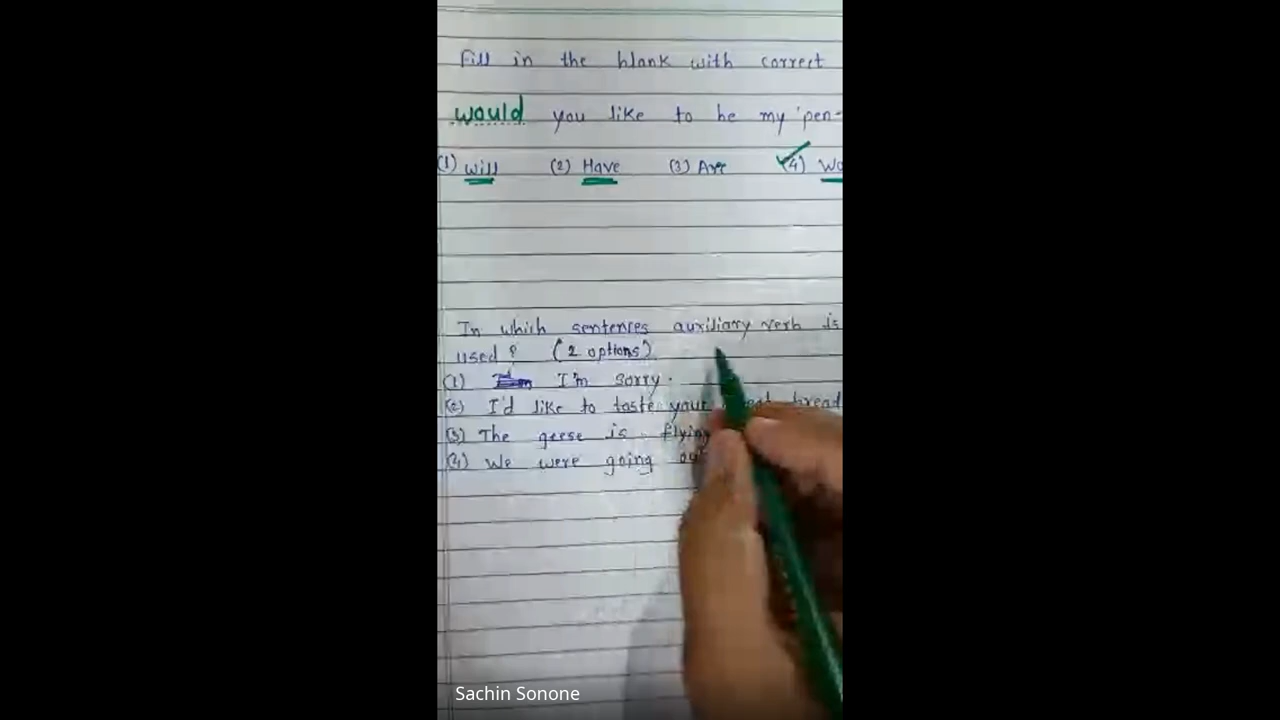 Fill in the blank with correct
would you like to be my 'pen-
(1) Will (2) Have (3) Are (4) Wo
In which sentences auxiliary verb is
used? (2 options)
(1) I'm sorry.
(2) I'd like to taste your bread
(3) The geese is flying
(4) We were going
Sachin Sonone